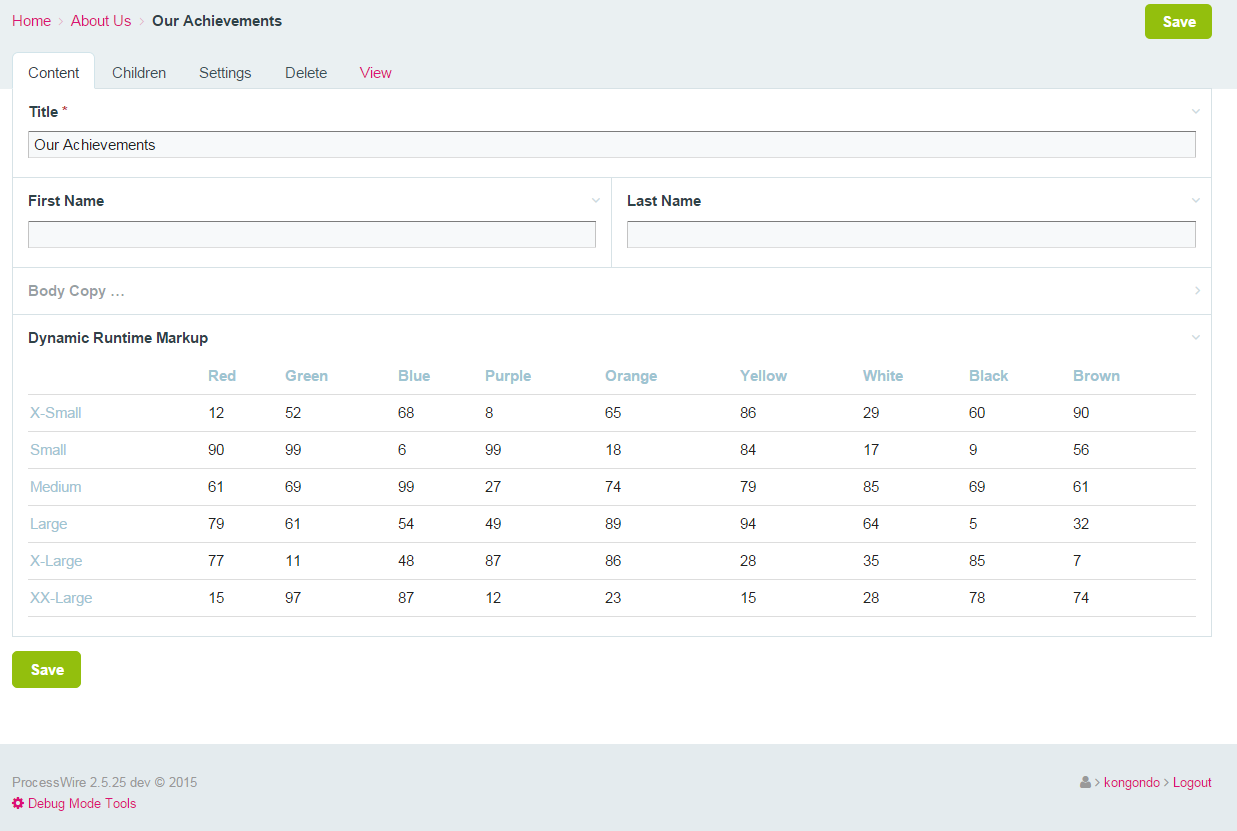 Home > About Us > Our Achievements
Save
Content Children Settings Delete View
Title *
Our Achievements
First Name Last Name
Body Copy ...
Dynamic Runtime Markup
Red Green Blue Purple Orange Yellow White Black Brown
X-Small 12 52 68 8 65 86 29 60 90
Small 90 99 6 99 18 84 17 9 56
Medium 61 69 99 27 74 79 85 69 61
Large 79 61 54 49 89 94 64 5 32
X-Large 77 11 48 87 86 28 35 85 7
XX-Large 15 97 87 12 23 15 28 78 74
Save
ProcessWire 2.5.25 dev © 2015
> kongondo > Logout
Debug Mode Tools